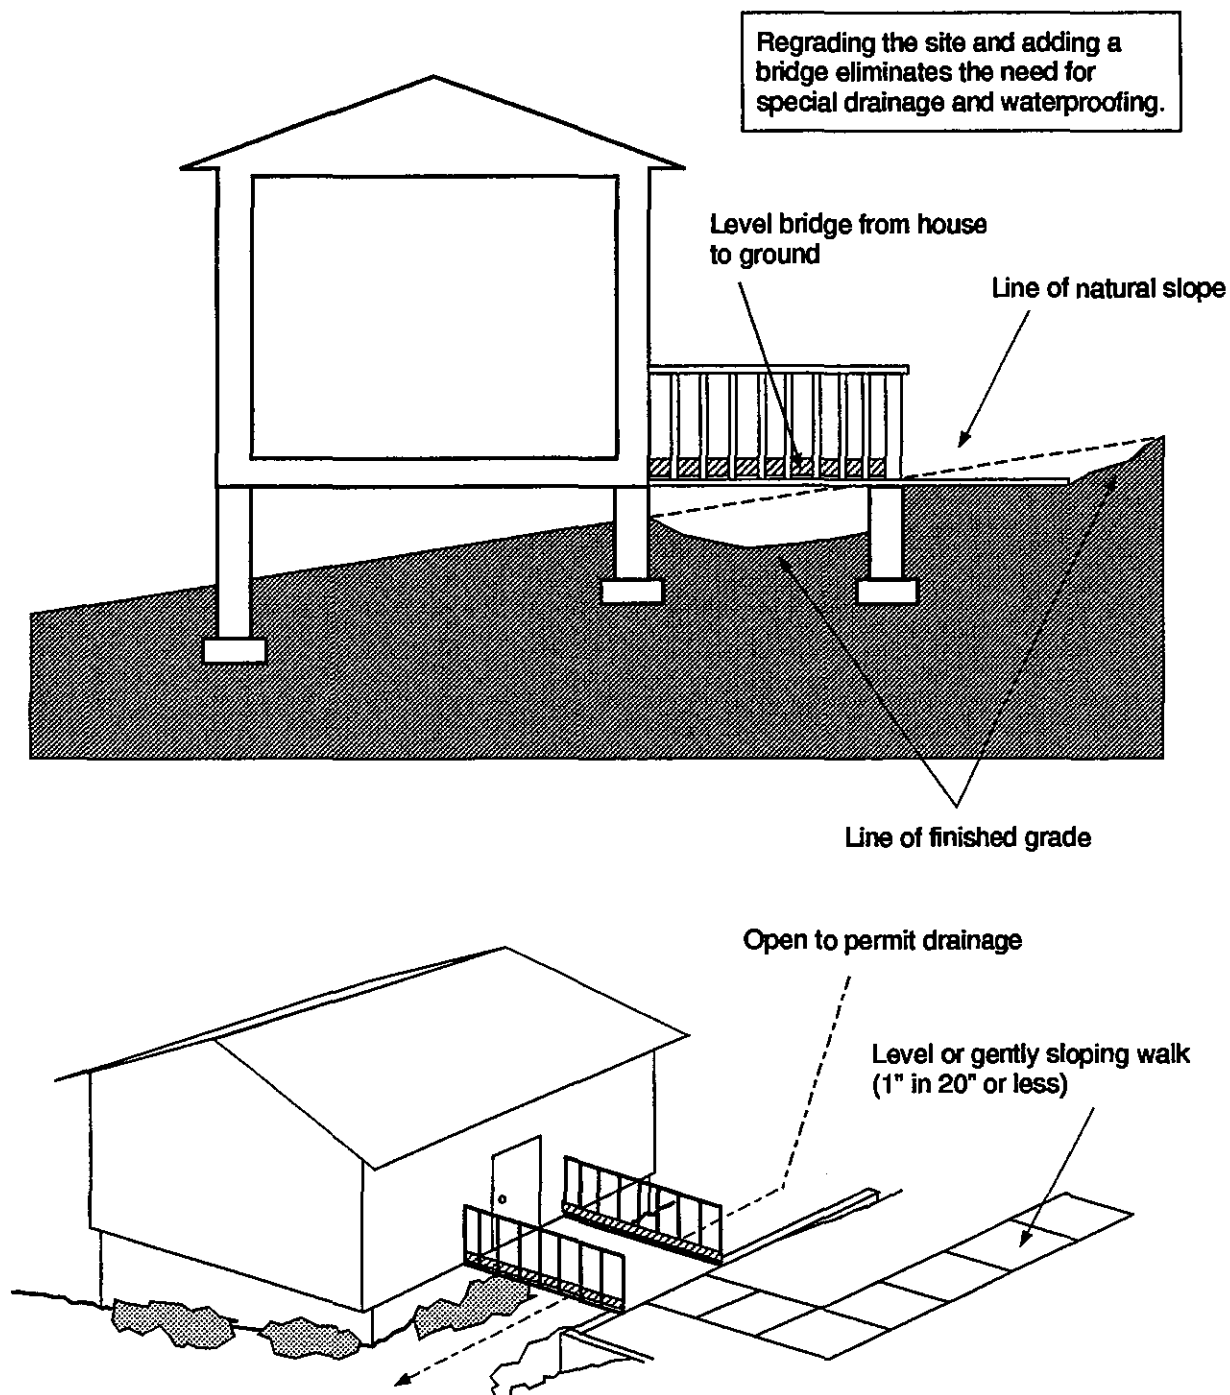 Regrading the site and adding a
bridge eliminates the need for
special drainage and waterproofing.
Level bridge from house
to ground
Line of natural slope
Line of finished grade
Open to permit drainage
Level or gently sloping walk
(1" in 20" or less)